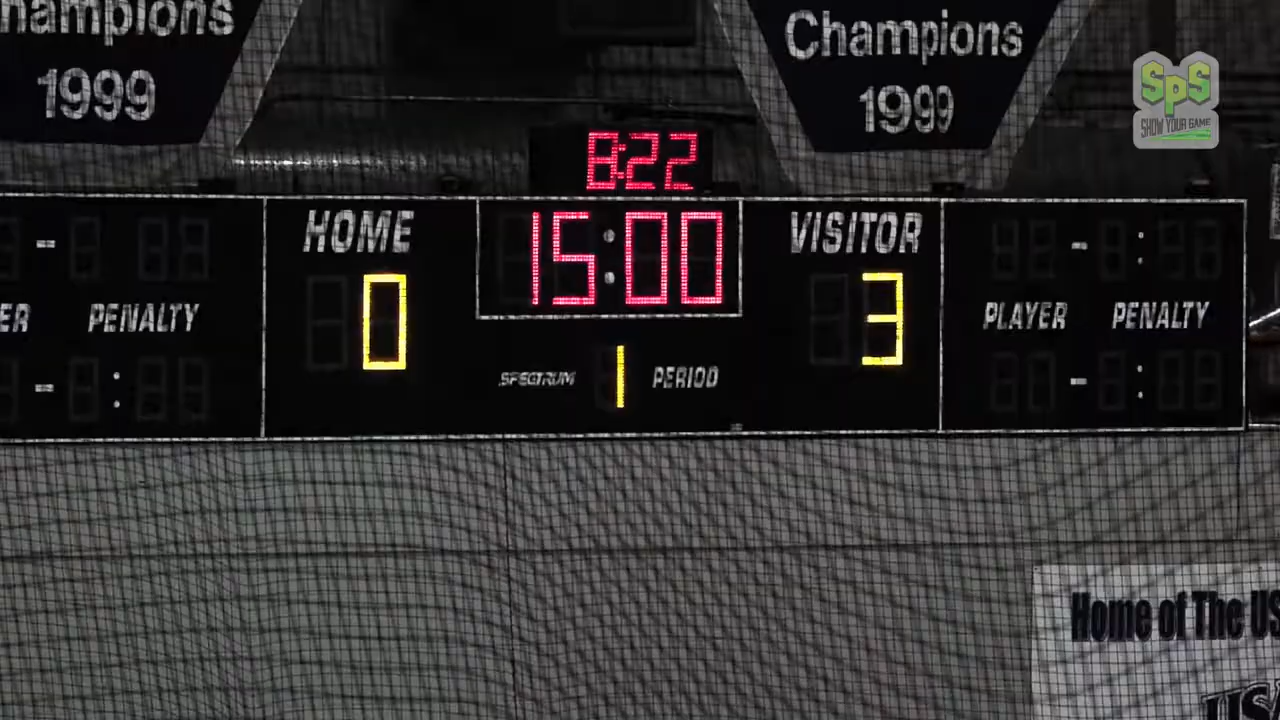 hampions
1999
Champions
1999
SpS
SHOW YOUR GAME
8:22
HOME
15:00
VISITOR
0
3
ER PENALTY
PLAYER PENALTY
SPECTRUM 1 PERIOD
Home of The US